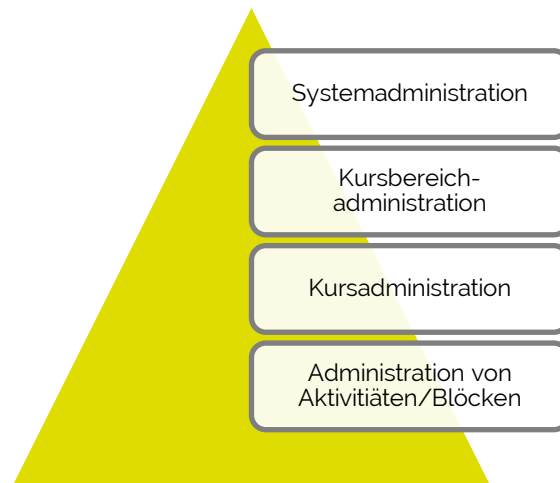 Systemadministration
Kursbereich-
administration
Kursadministration
Administration von
Aktivitiäten/Blöcken